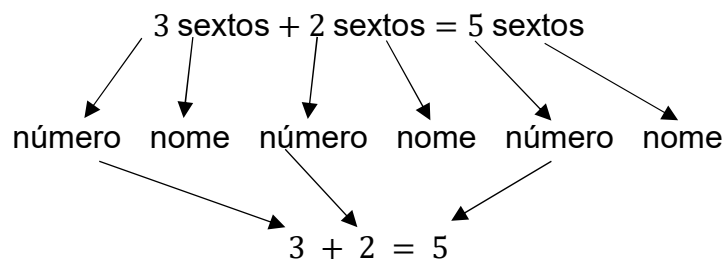 3 sextos + 2 sextos = 5 sextos
número nome número nome número nome
3 + 2 = 5